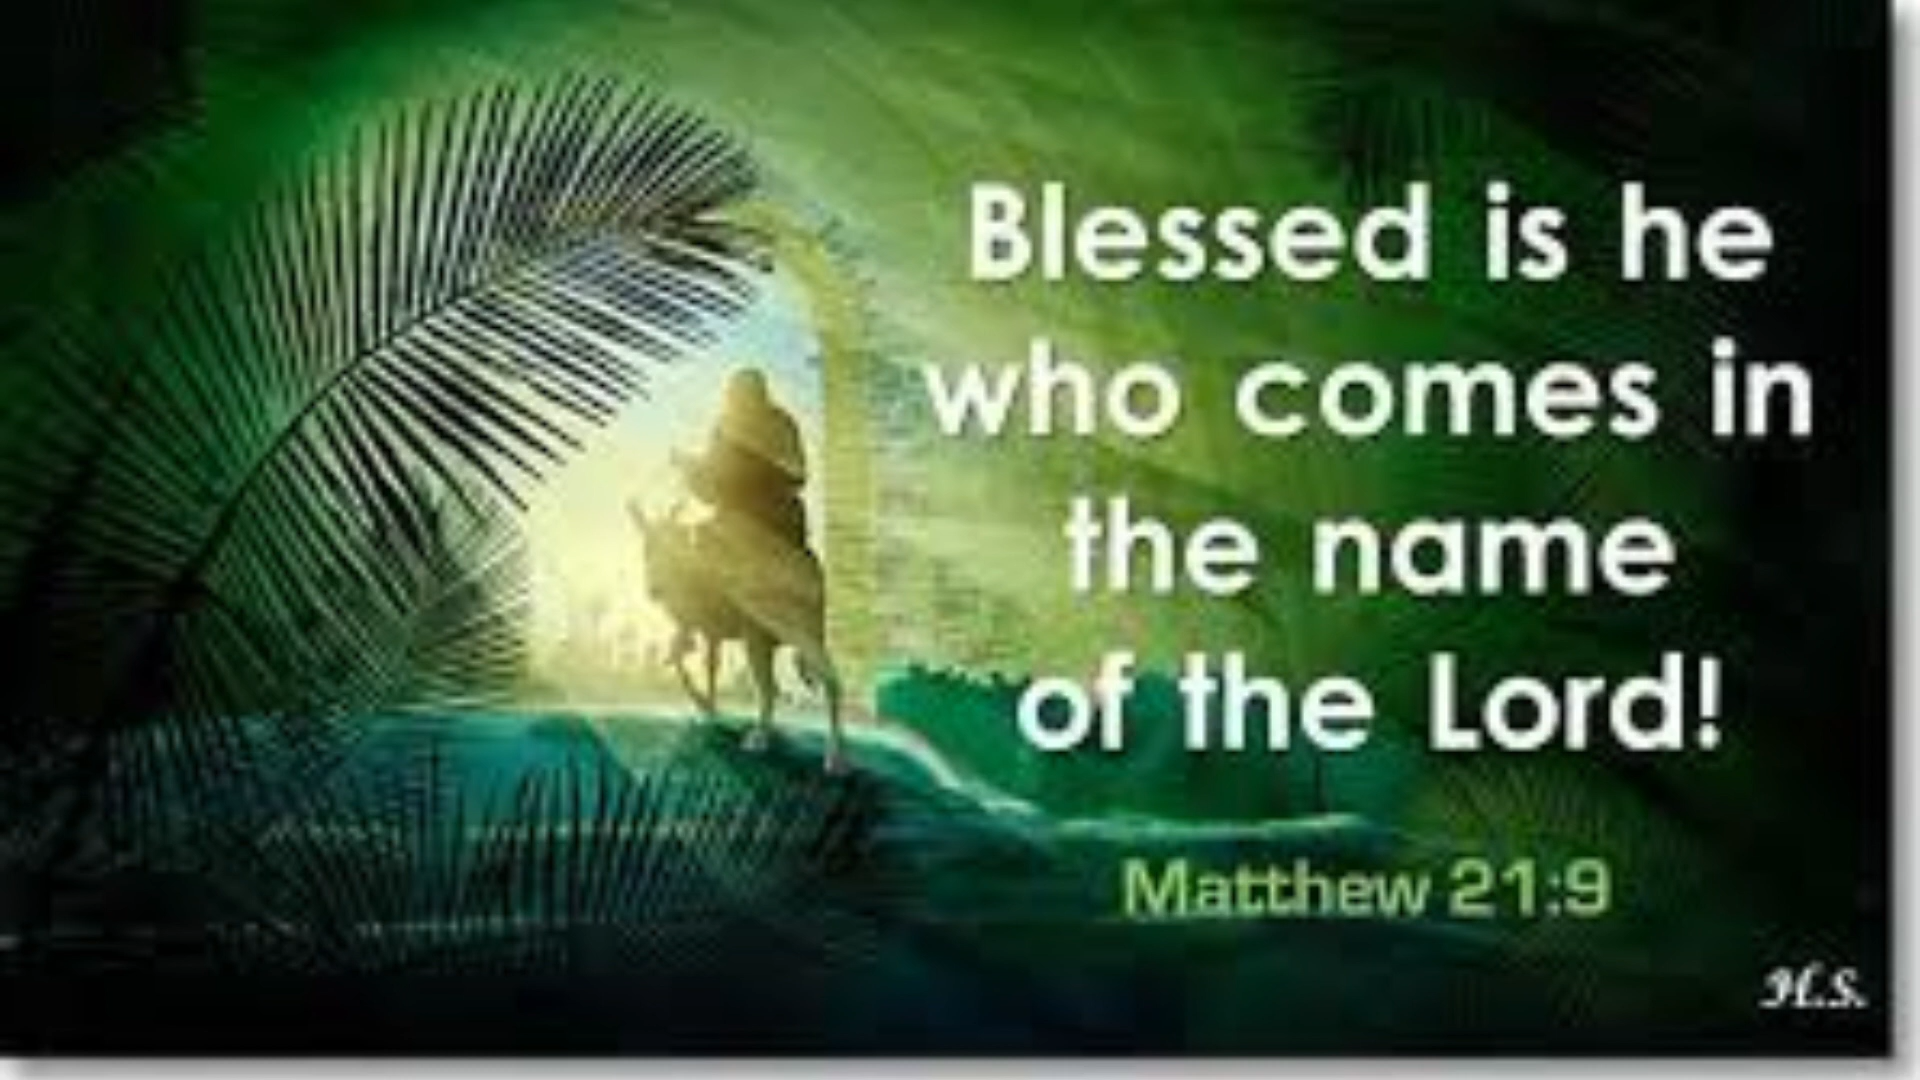 Blessed is he
who comes in
the name
of the Lord!
Matthew 21:9
H.S.